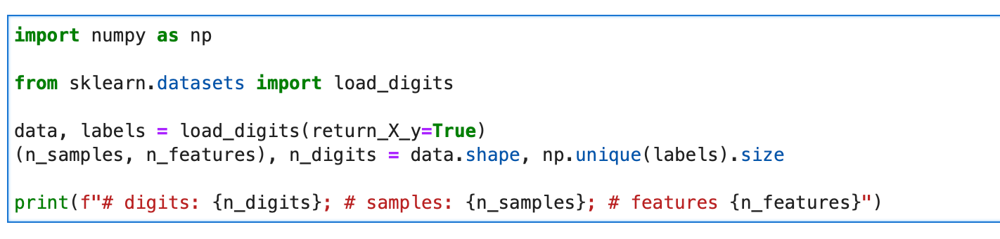 import numpy as np
from sklearn.datasets import load_digits
data, labels = load_digits(return_X_y=True)
(n_samples, n_features), n_digits = data.shape, np.unique(labels).size
print(f"# digits: {n_digits}; # samples: {n_samples}; # features {n_features}")